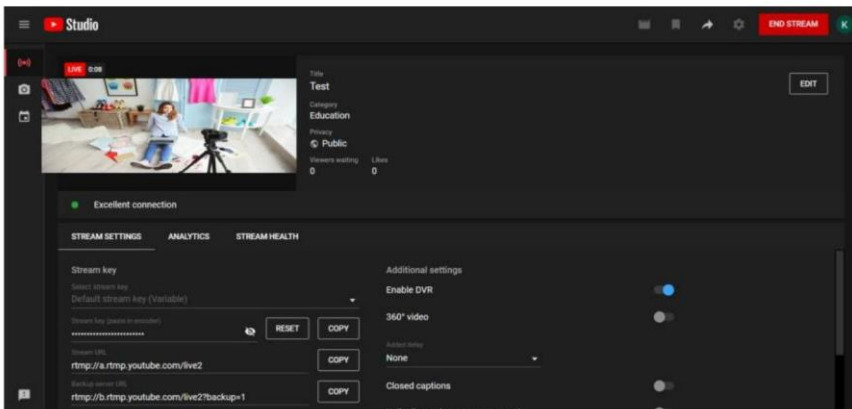 Studio
END STREAM
K
LIVE 0:08
Title
Test
EDIT
Category
Education
Privacy
Public
Viewers waiting Likes
0 0
Excellent connection
STREAM SETTINGS ANALYTICS STREAM HEALTH
Stream key
Select stream key
Default stream key (Variable)
Stream key (paste in encoder)
************************
RESET COPY
Stream URL
rtmp://a.rtmp.youtube.com/live2
COPY
Backup server URL
rtmp://b.rtmp.youtube.com/live2?backup=1
COPY
Additional settings
Enable DVR
360° video
Added delay
None
Closed captions